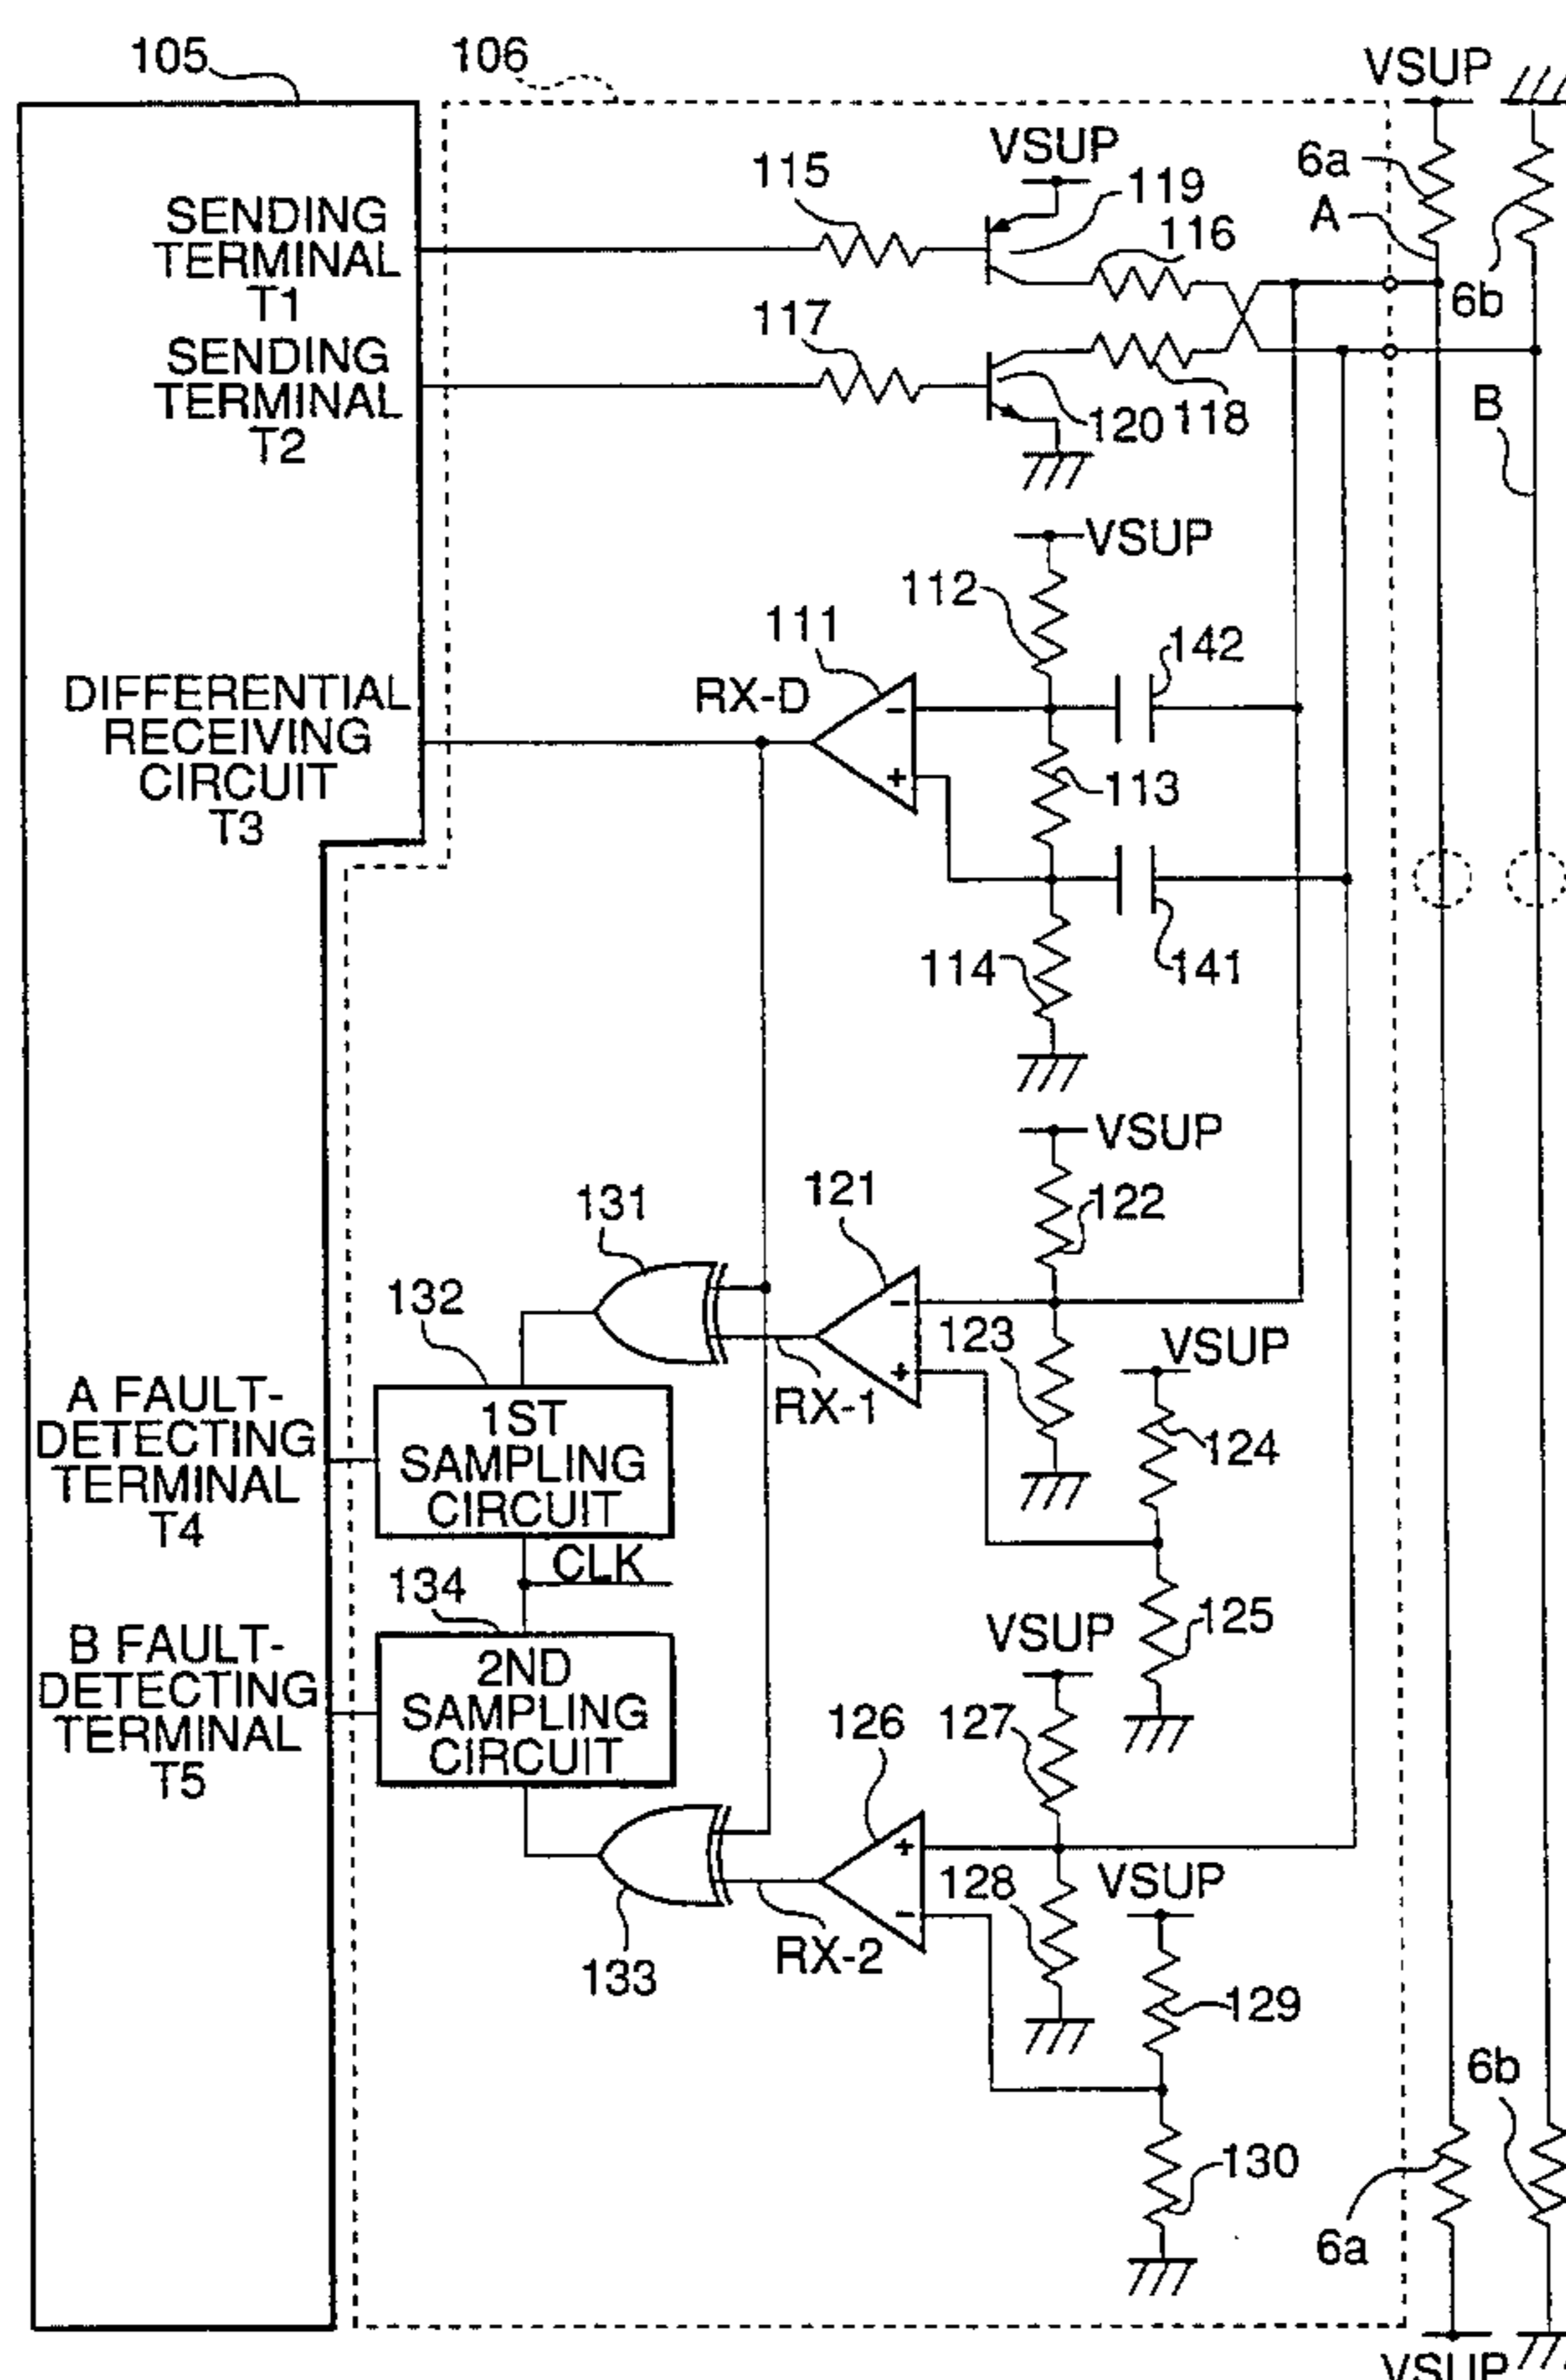 105
106
VSUP
6a
A
6b
B
SENDING
TERMINAL
T1
115
VSUP
119
116
SENDING
TERMINAL
T2
117
120
118
VSUP
112
111
142
RX-D
-
+
DIFFERENTIAL
RECEIVING
CIRCUIT
T3
113
141
114
VSUP
122
121
131
-
+
123
RX-1
132
VSUP
124
125
A FAULT-
DETECTING
TERMINAL
T4
1ST
SAMPLING
CIRCUIT
CLK
134
B FAULT-
DETECTING
TERMINAL
T5
2ND
SAMPLING
CIRCUIT
VSUP
127
126
+
-
128
RX-2
133
VSUP
129
130
6a
6b
VSUP